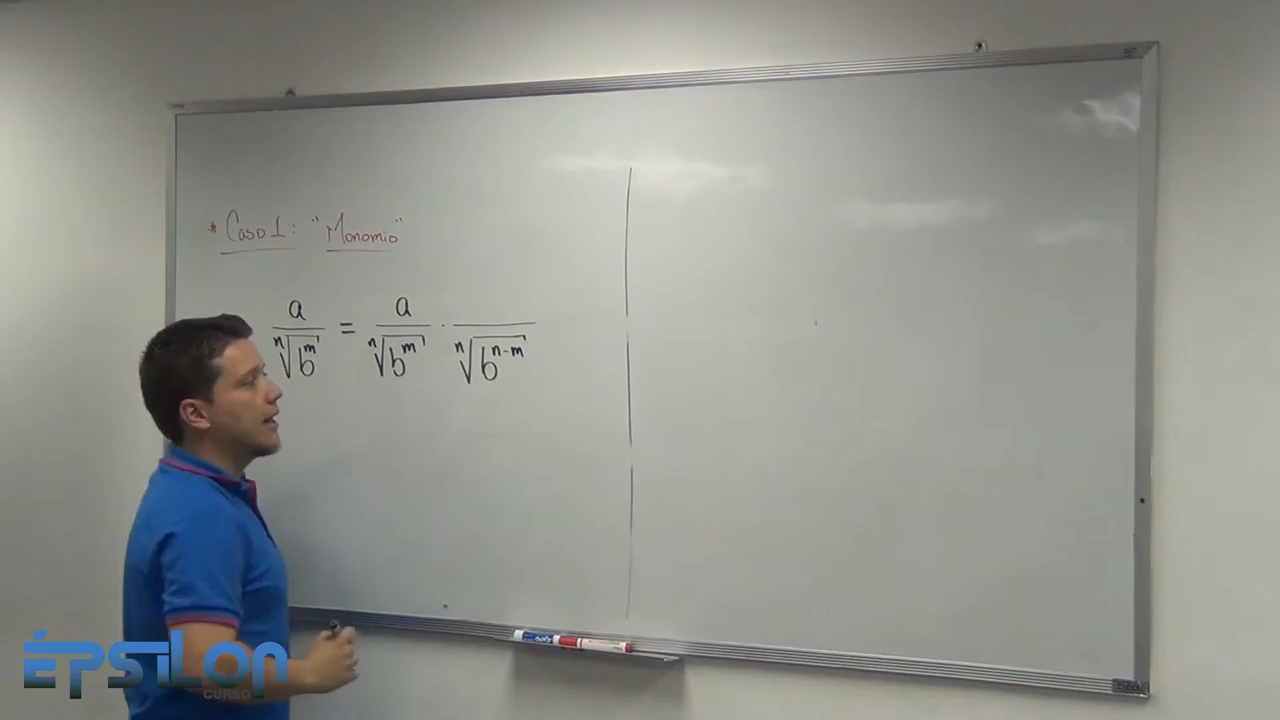 * Caso 1: "Monomio"
a/ⁿ√bᵐ = a/ⁿ√bᵐ · /ⁿ√bⁿ⁻ᵐ
ÉPSILON
CURSO